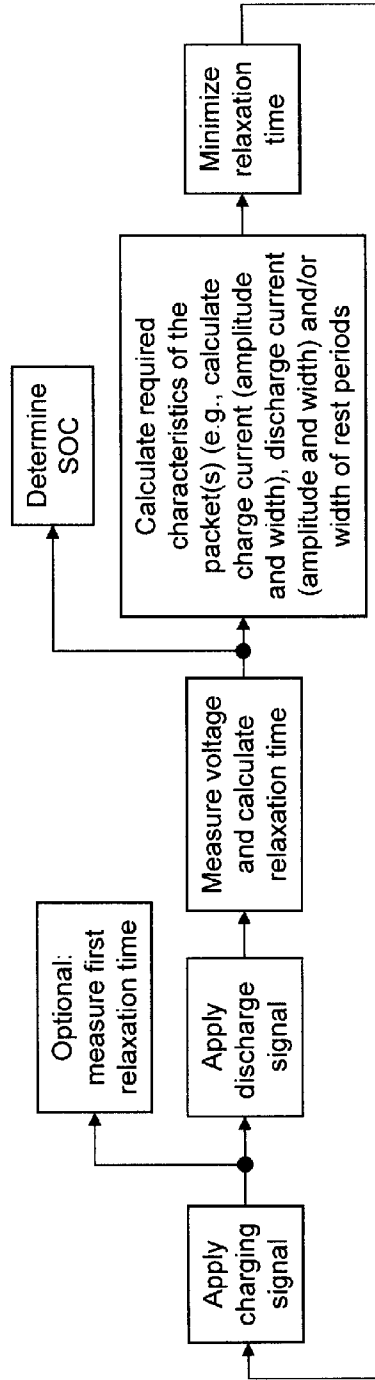 Apply
charging
signal
Optional:
measure first
relaxation time
Apply
discharge
signal
Measure voltage
and calculate
relaxation time
Determine
SOC
Calculate required
characteristics of the
packet(s) (e.g., calculate
charge current (amplitude
and width), discharge current
(amplitude and width) and/or
width of rest periods
Minimize
relaxation
time